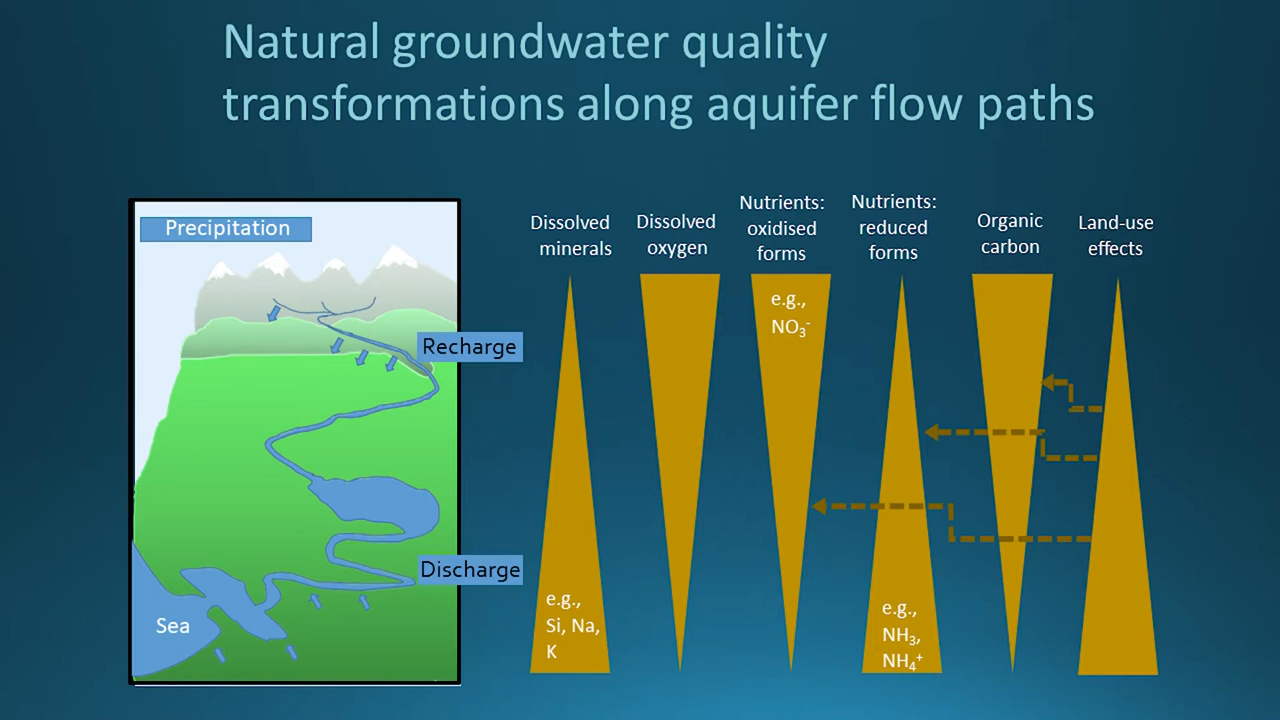 Natural groundwater quality
transformations along aquifer flow paths
Precipitation
Recharge
Discharge
Sea
Dissolved
minerals
Dissolved
oxygen
Nutrients:
oxidised
forms
Nutrients:
reduced
forms
Organic
carbon
Land-use
effects
e.g.,
NO₃⁻
e.g.,
Si, Na,
K
e.g.,
NH₃,
NH₄⁺